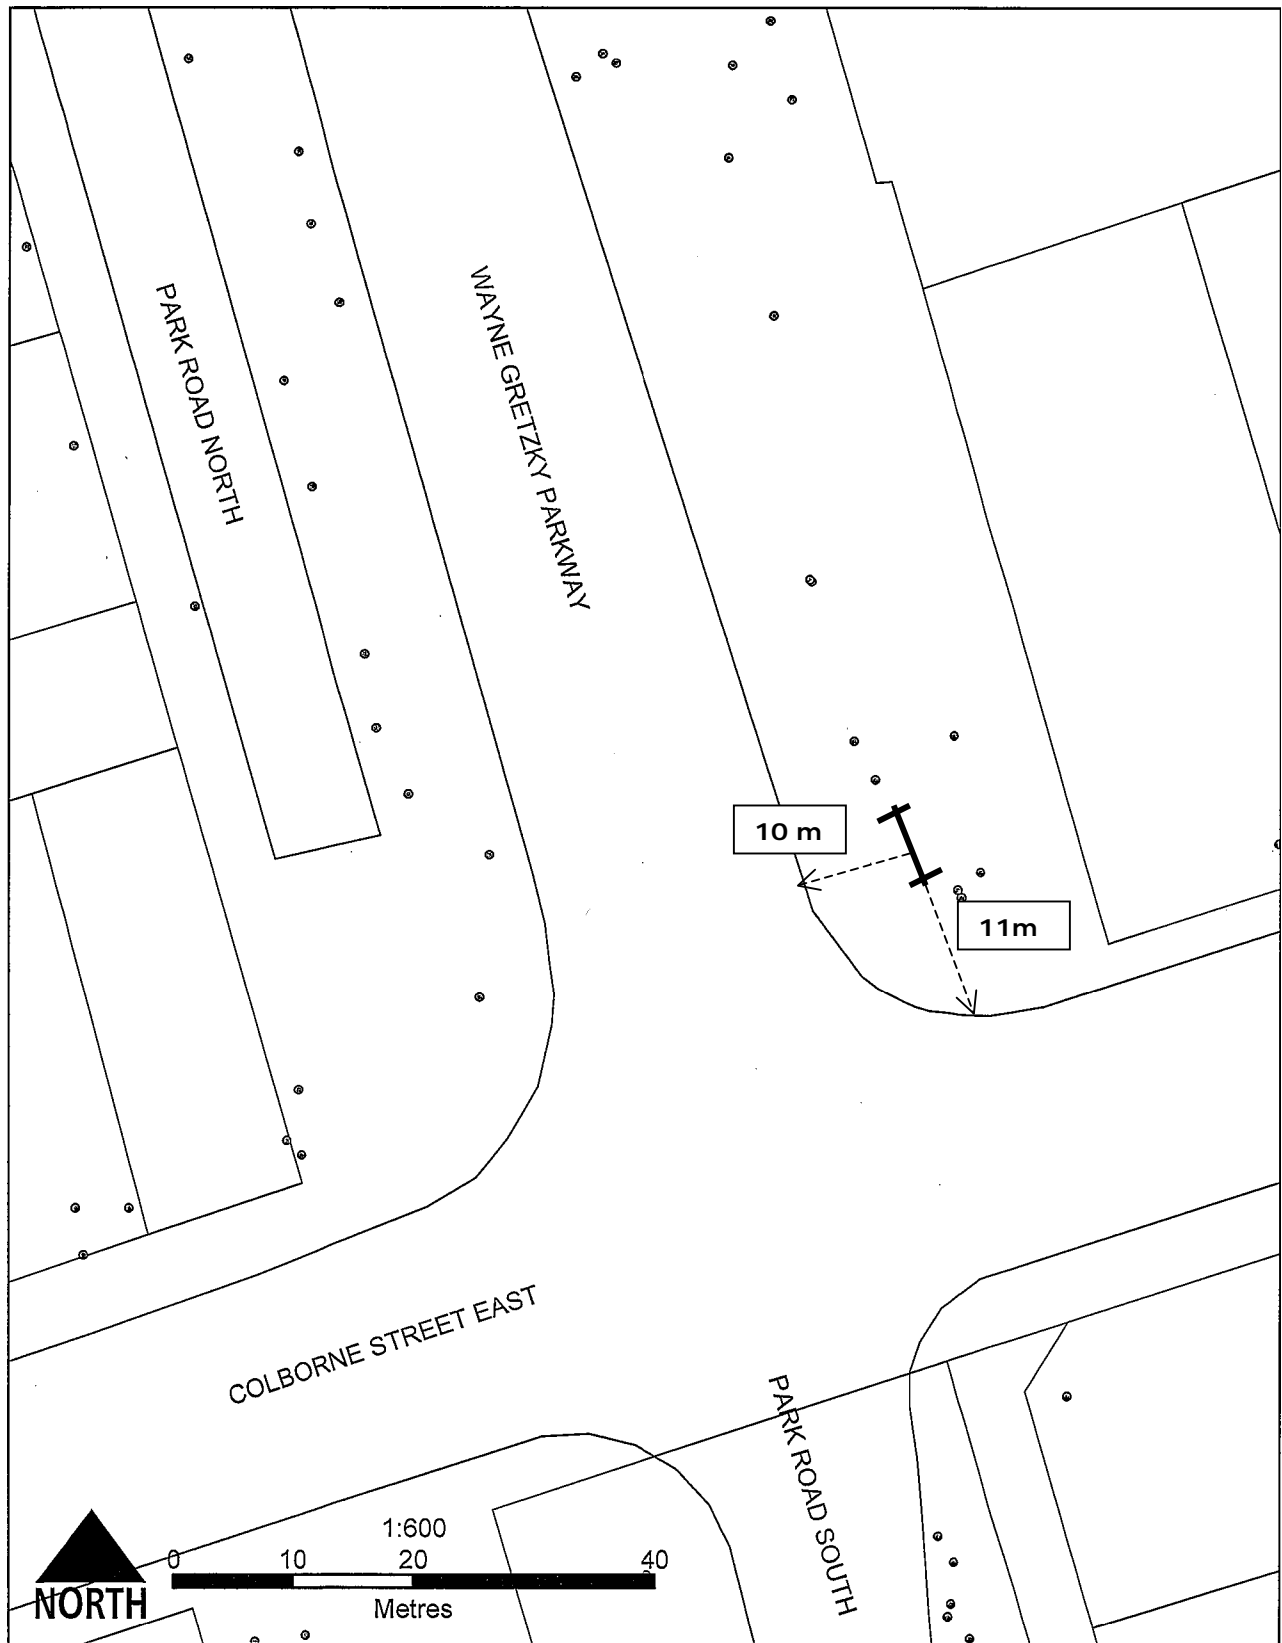 PARK ROAD NORTH
WAYNE GRETZKY PARKWAY
10 m
11m
COLBORNE STREET EAST
PARK ROAD SOUTH
1:600
0 10 20 40
Metres
NORTH